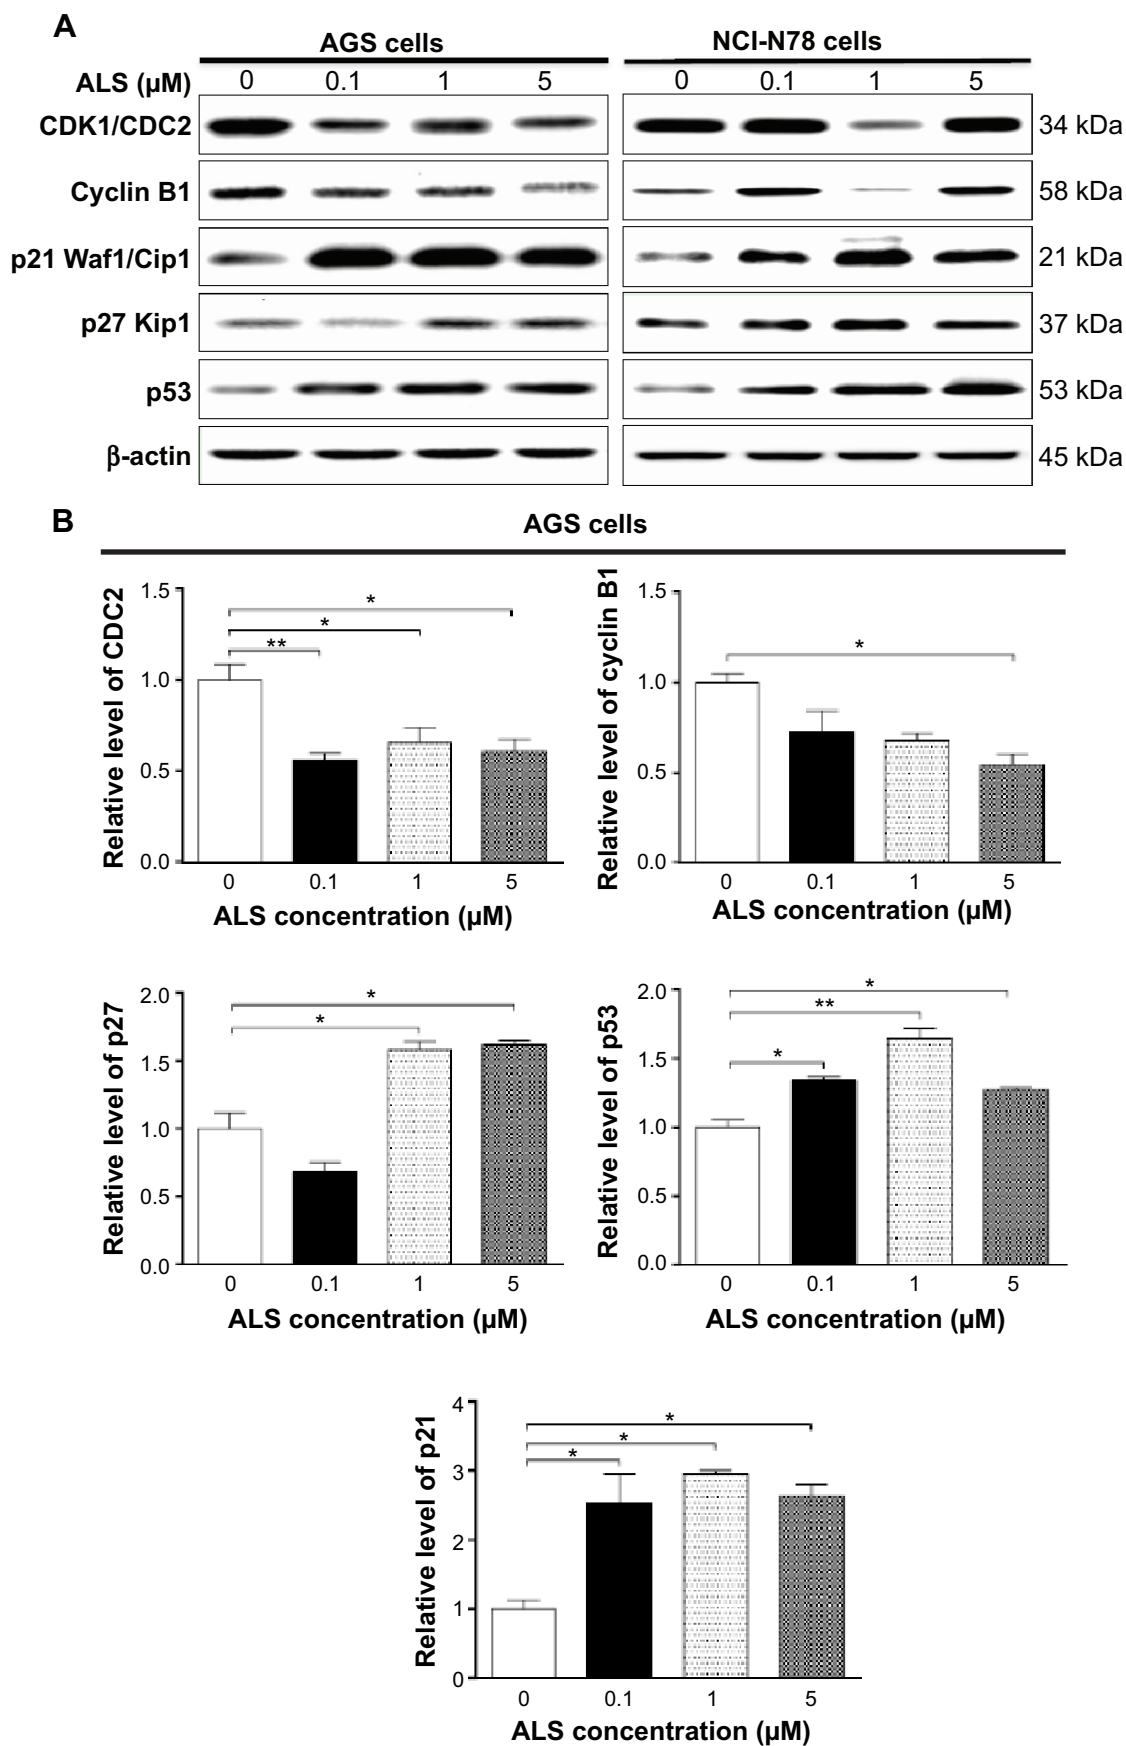 A
AGS cells NCI-N78 cells
ALS (µM) 0 0.1 1 5 0 0.1 1 5
CDK1/CDC2 34 kDa
Cyclin B1 58 kDa
p21 Waf1/Cip1 21 kDa
p27 Kip1 37 kDa
p53 53 kDa
β-actin 45 kDa
B
AGS cells
Relative level of CDC2
1.5
1.0
0.5
0.0
*
*
**
0 0.1 1 5
ALS concentration (µM)
Relative level of cyclin B1
1.5
1.0
0.5
0.0
*
0 0.1 1 5
ALS concentration (µM)
Relative level of p27
2.0
1.5
1.0
0.5
0.0
*
*
0 0.1 1 5
ALS concentration (µM)
Relative level of p53
2.0
1.5
1.0
0.5
0.0
*
**
*
0 0.1 1 5
ALS concentration (µM)
Relative level of p21
4
3
2
1
0
*
*
*
0 0.1 1 5
ALS concentration (µM)